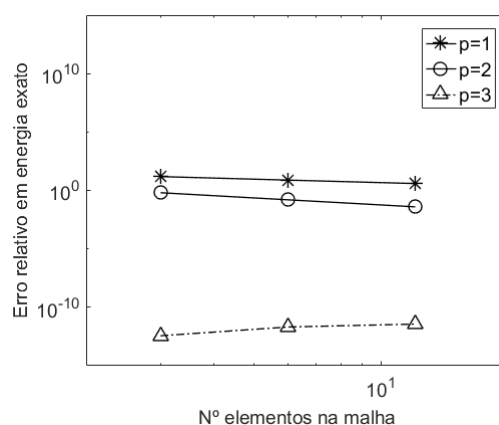 p=1
p=2
p=3
10^10
10^0
10^-10
Erro relativo em energia exato
10^1
Nº elementos na malha